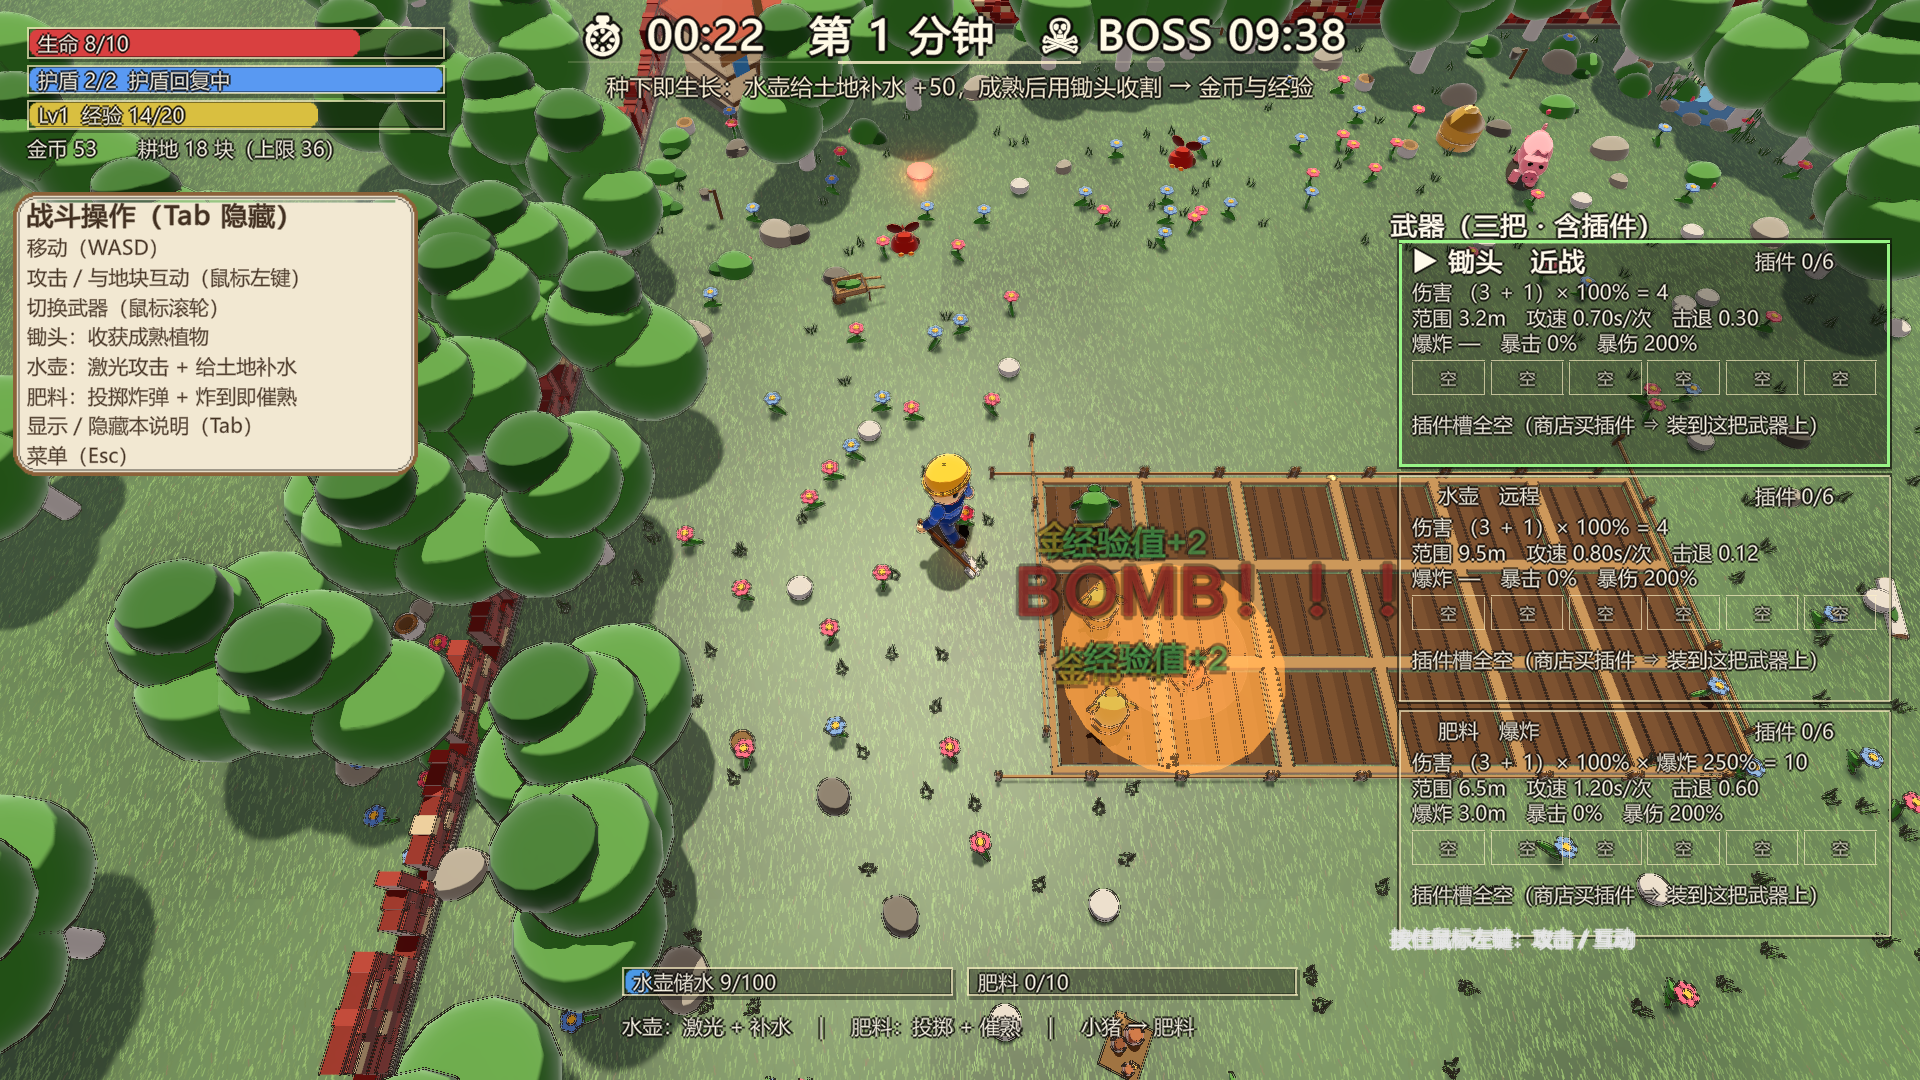 生命 8/10
护盾 2/2 护盾回复中
Lv1 经验 14/20
金币 53 耕地 18 块（上限 36）
00:22 第 1 分钟 BOSS 09:38
种下即生长：水壶给土地补水 +50，成熟后用锄头收割 → 金币与经验
战斗操作（Tab 隐藏）
移动（WASD）
攻击 / 与地块互动（鼠标左键）
切换武器（鼠标滚轮）
锄头：收获成熟植物
水壶：激光攻击 + 给土地补水
肥料：投掷炸弹 + 炸到即催熟
显示 / 隐藏本说明（Tab）
菜单（Esc）
武器（三把 · 含插件）
▶ 锄头 近战 插件 0/6
伤害 （3 + 1）× 100% = 4
范围 3.2m 攻速 0.70s/次 击退 0.30
爆炸 — 暴击 0% 暴伤 200%
空 空 空 空 空 空
插件槽全空（商店买插件 ⇒ 装到这把武器上）
水壶 远程 插件 0/6
伤害 （3 + 1）× 100% = 4
范围 9.5m 攻速 0.80s/次 击退 0.12
爆炸 — 暴击 0% 暴伤 200%
空 空 空 空 空 空
插件槽全空（商店买插件 ⇒ 装到这把武器上）
肥料 爆炸 插件 0/6
伤害 （3 + 1）× 100% × 爆炸 250% = 10
范围 6.5m 攻速 1.20s/次 击退 0.60
爆炸 3.0m 暴击 0% 暴伤 200%
空 空 空 空 空 空
插件槽全空（商店买插件 ⇒ 装到这把武器上）
按住鼠标左键：攻击 / 互动
金 经验值+2
BOMB！！！
金 经验值+2
水壶储水 9/100 肥料 0/10
水壶：激光 + 补水 | 肥料：投掷 + 催熟 | 小猪 → 肥料